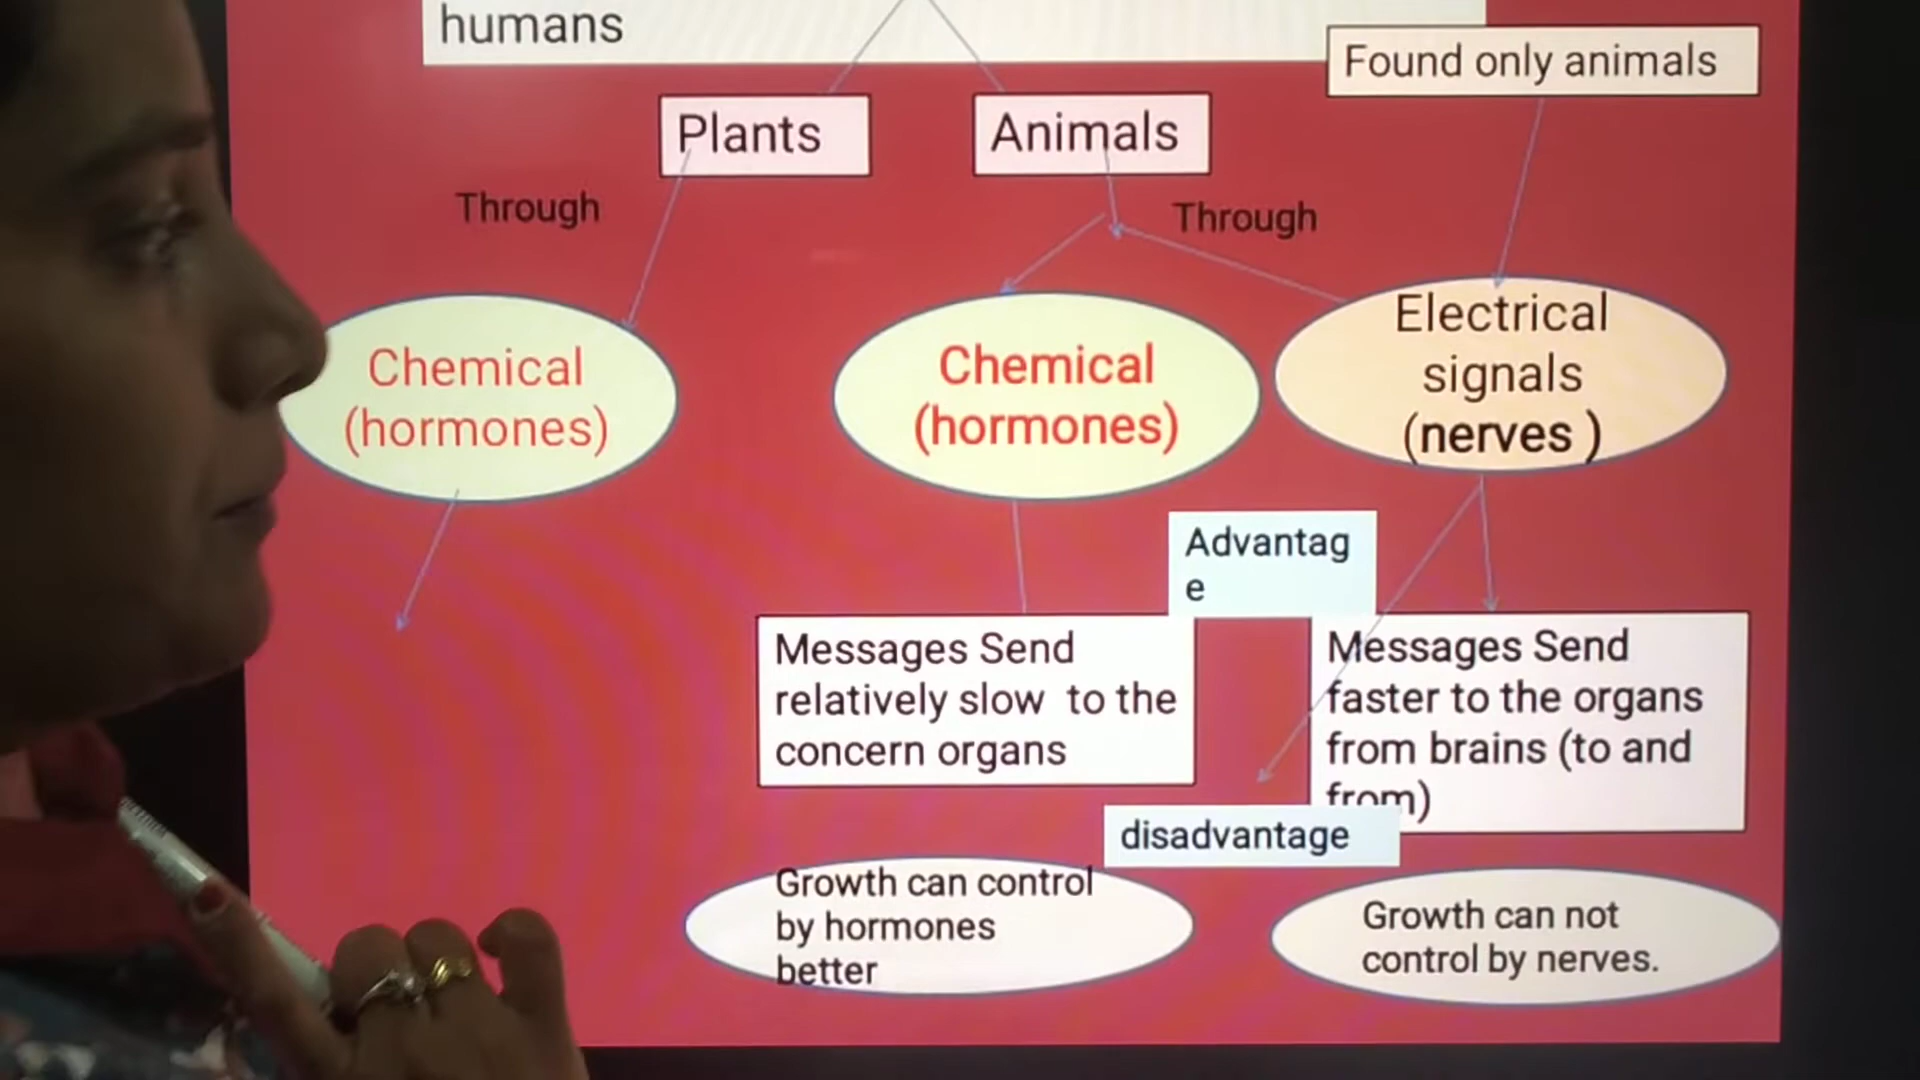 humans
Found only animals
Plants
Animals
Through
Through
Chemical
(hormones)
Chemical
(hormones)
Electrical
signals
(nerves )
Advantag
e
Messages Send
relatively slow to the
concern organs
Messages Send
faster to the organs
from brains (to and
from)
disadvantage
Growth can control
by hormones
better
Growth can not
control by nerves.